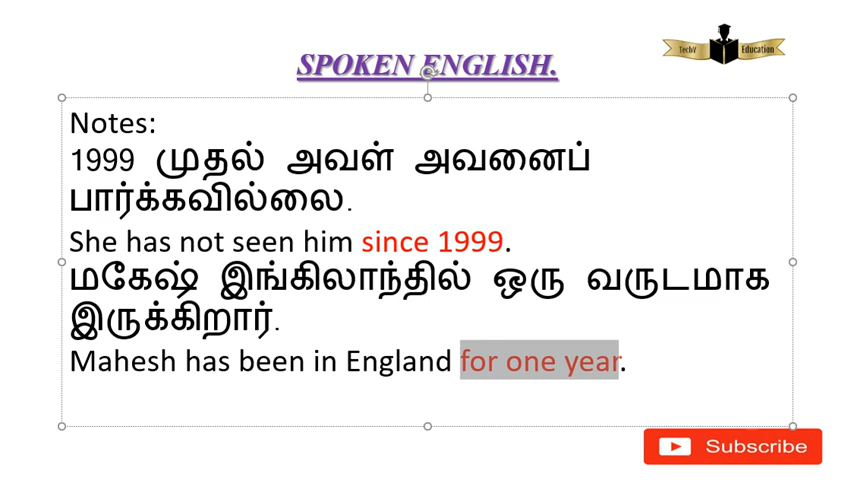 SPOKEN ENGLISH.
TechV Education
Notes:
1999 முதல் அவள் அவனைப்
பார்க்கவில்லை.
She has not seen him since 1999.
மகேஷ் இங்கிலாந்தில் ஒரு வருடமாக
இருக்கிறார்.
Mahesh has been in England for one year.
Subscribe